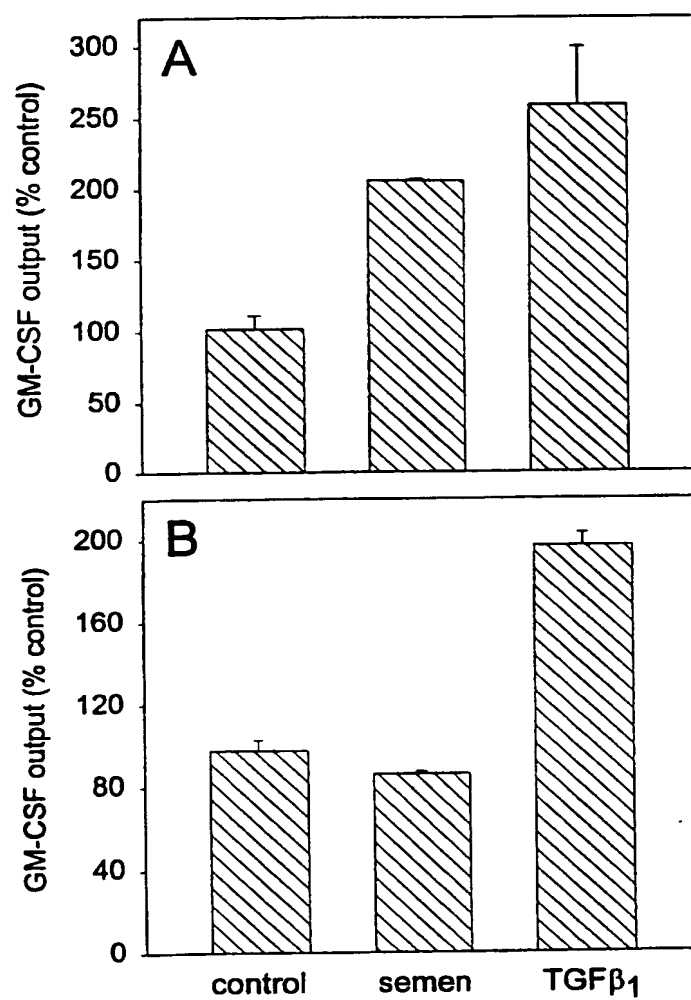 A
GM-CSF output (% control)
300
250
200
150
100
50
0
B
GM-CSF output (% control)
200
160
120
80
40
0
control semen TGFβ1